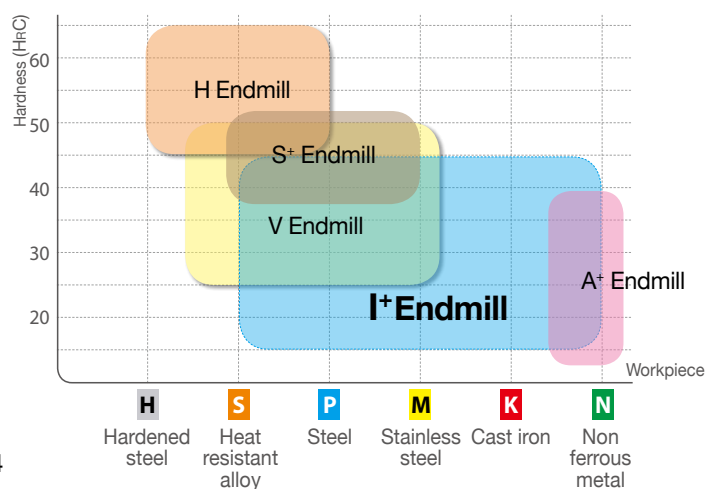 Hardness (HRC)
60
50
40
30
20
H Endmill
S+ Endmill
V Endmill
I+Endmill
A+ Endmill
Workpiece
H
S
P
M
K
N
Hardened
steel
Heat
resistant
alloy
Steel
Stainless
steel
Cast iron
Non
ferrous
metal
4